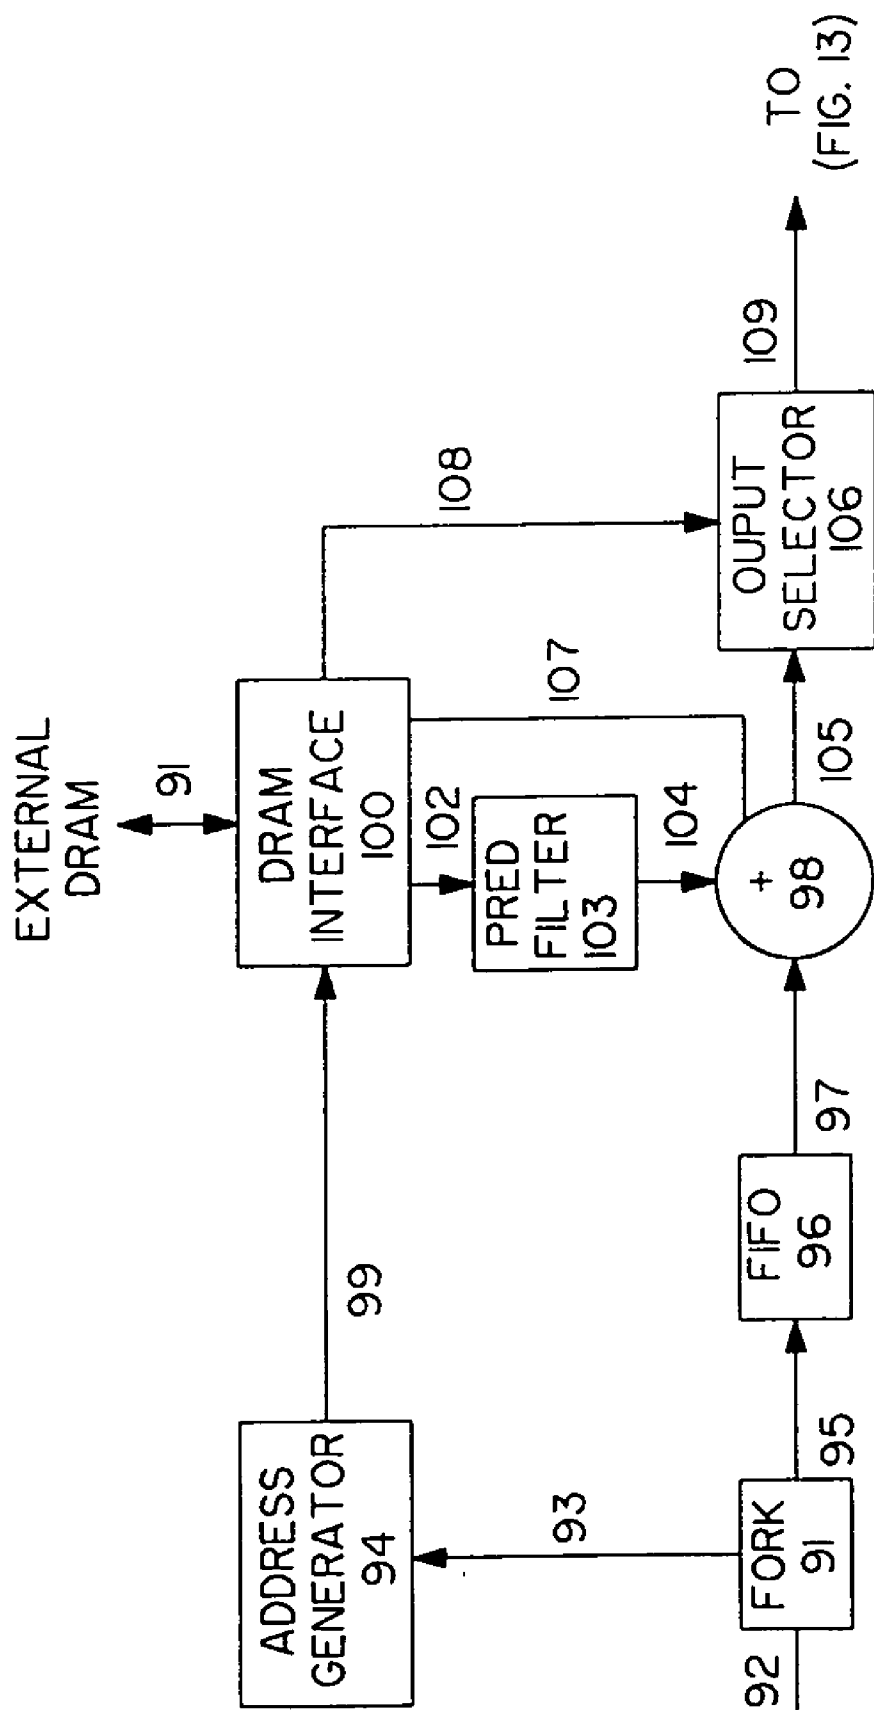 EXTERNAL
DRAM
91
ADDRESS
GENERATOR
94
99
DRAM
INTERFACE
100
108
102
107
93
PRED
FILTER
103
104
92
FORK
91
95
FIFO
96
97
+
98
105
OUPUT
SELECTOR
106
109
TO
(FIG. 13)